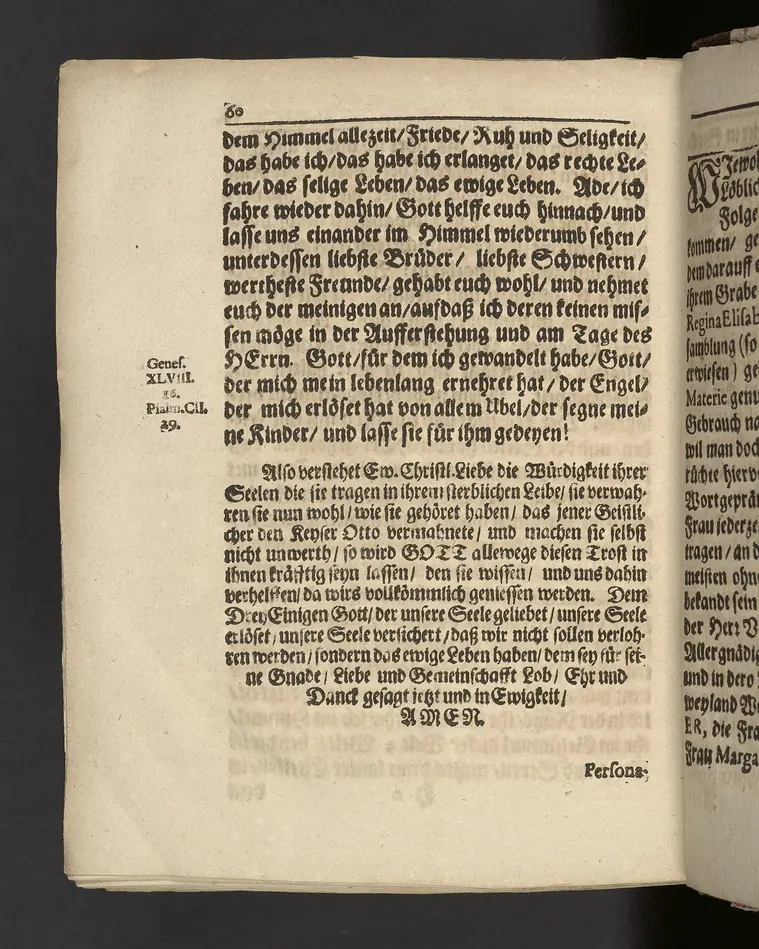 60
dem Himmel allezeit/ Friede/ Ruh und Seligkeit/
das habe ich/ das habe ich erlanget/ das rechte Le-
ben/ das selige Leben/ das ewige Leben. Ade/ ich
fahre wieder dahin/ Gott helffe euch hinnach/ und
lasse uns einander im Himmel wiederumb sehen/
unterdessen liebste Brüder/ liebste Schwestern/
wertheste Freunde/ gehabt euch wohl/ und nehmet
euch der meinigen an/ aufdaß ich deren keinen mis-
sen möge in der Aufferstehung und am Tage des
HErrn. Gott/ für dem ich gewandelt habe/ Gott/
der mich mein lebenlang ernehret hat/ der Engel/
der mich erlöset hat von allem Ubel/ der segne mei-
ne Kinder/ und lasse sie für ihm gedeyen!
Genes.
XLVIII.
16.
Psalm. CII.
29.
Also verstehet Ew. Christl. Liebe die Würdigkeit ihrer
Seelen die sie tragen in ihrem sterblichen Leibe/ sie verwah-
ren sie nun wohl/ wie sie gehöret haben/ das jener Geistli-
cher den Keyser Otto vermahnete/ und machen sie selbst
nicht unwerth/ so wird GOTT allewege diesen Trost in
ihnen kräfftig seyn lassen/ den sie wissen/ und uns dahin
verhelffen/ da wirs vollkömmlich geniessen werden. Dem
DreyEinigen Gott/ der unsere Seele geliebet/ unsere Seele
erlöset/ unsere Seele versichert/ daß wir nicht sollen verloh-
ren werden/ sondern das ewige Leben haben/ dem sey für sei-
ne Gnade/ Liebe und Gemeinschafft Lob/ Ehr und
Danck gesagt jetzt und in Ewigkeit/
AMEN.
Persona-
Jewol
Löblic
Folge
kommen/ ge
dem darauff e
ihrem Grabe
Regina Elisab
samblung (so
erwiesen) ge
Materie genu
Gebrauch na
wil man doch
rüchte hierv
Wortgeprän
Frau jederze
tragen/ an d
meisten ohn
bekandt sein
der Herr V
Allergnädig
und in dero
weyland W
ER, die Fra
Frau Marga